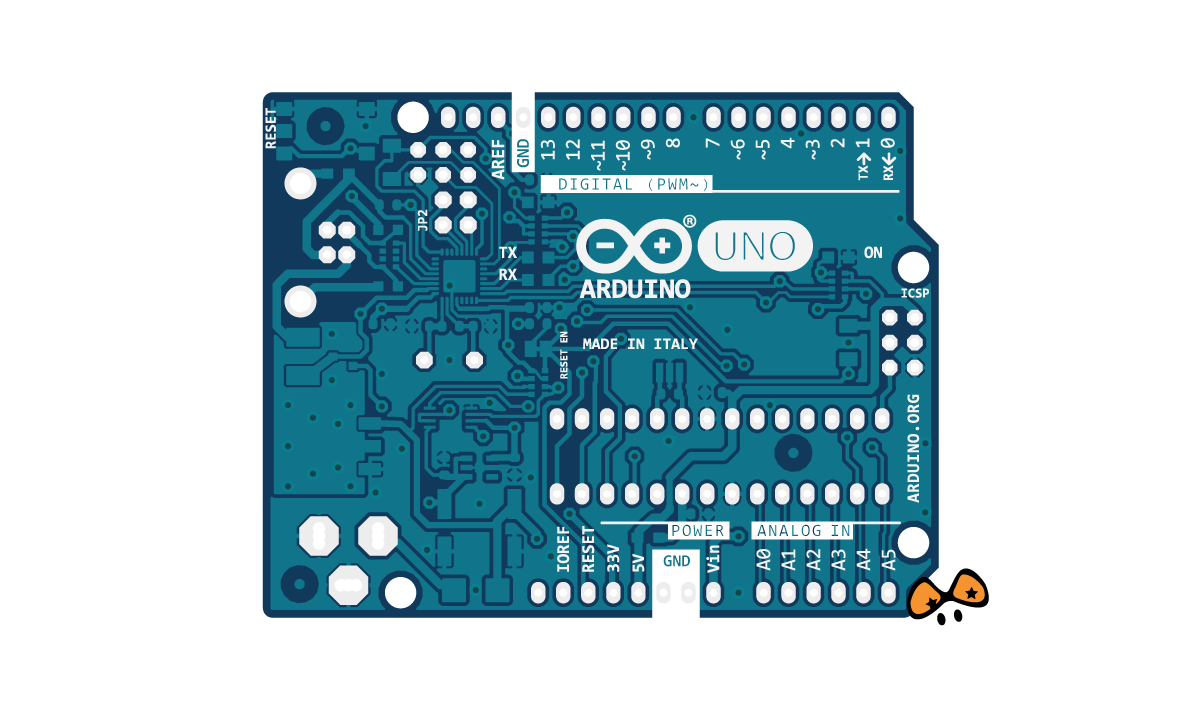 RESET
AREF
GND
13
12
~11
~10
~9
8
7
~6
~5
4
~3
2
TX→1
RX←0
DIGITAL (PWM~)
JP2
TX
RX
®
UNO
ON
ARDUINO
ICSP
RESET EN
MADE IN ITALY
ARDUINO.ORG
POWER
ANALOG IN
IOREF
RESET
33V
5V
GND
Vin
A0
A1
A2
A3
A4
A5